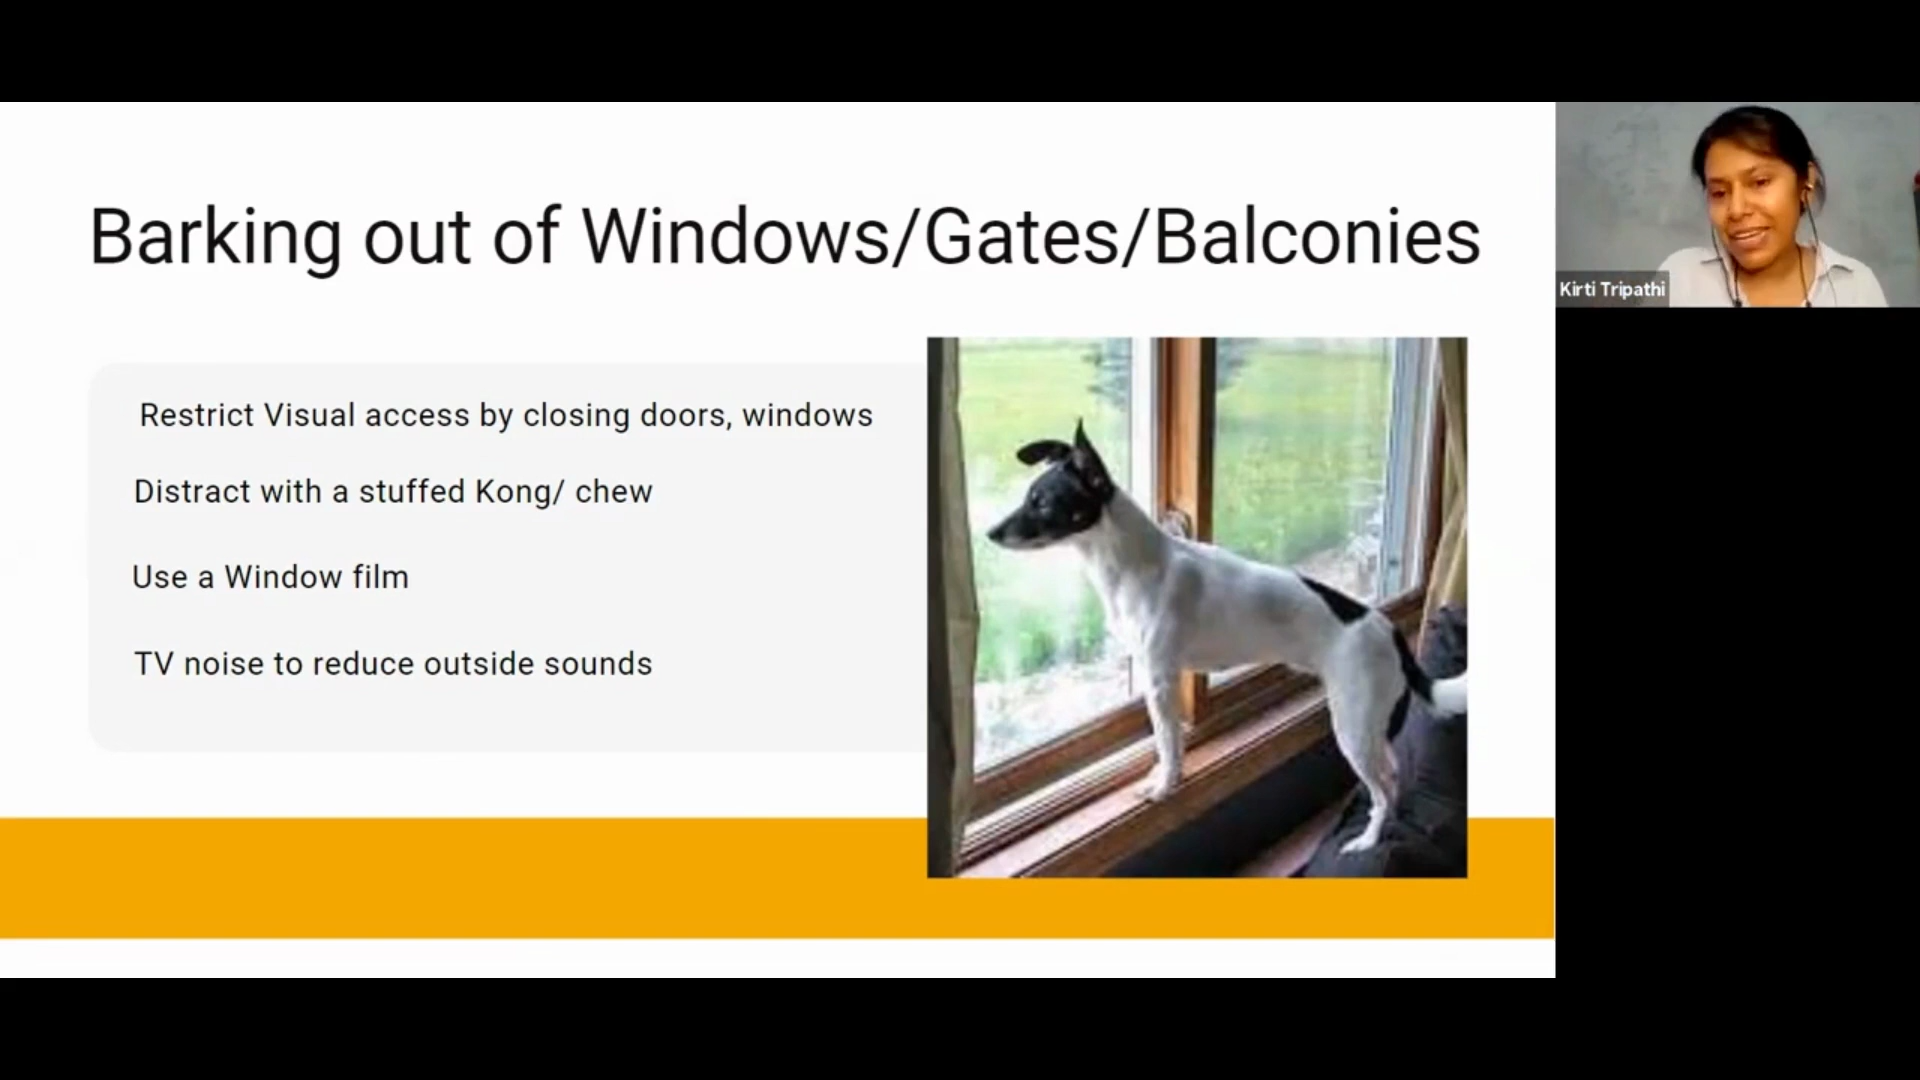 Barking out of Windows/Gates/Balconies
Restrict Visual access by closing doors, windows
Distract with a stuffed Kong/ chew
Use a Window film
TV noise to reduce outside sounds
Kirti Tripathi